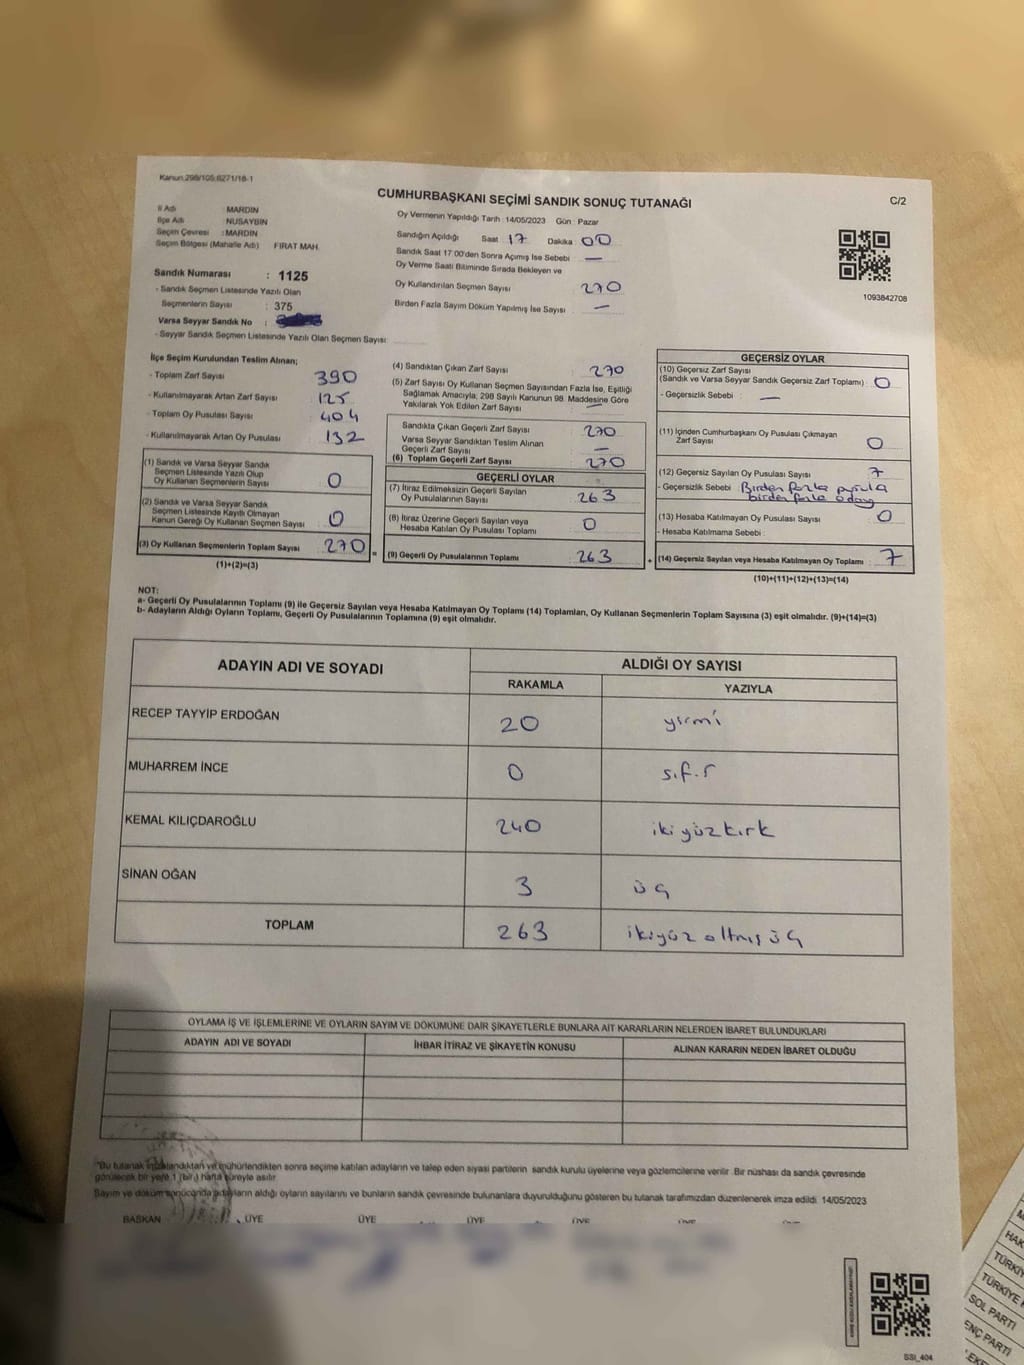 Kanun:298/105;6271/18-1
CUMHURBAŞKANI SEÇİMİ SANDIK SONUÇ TUTANAĞI
C/2
İl Adı : MARDİN
İlçe Adı : NUSAYBİN
Seçim Çevresi : MARDİN
Seçim Bölgesi (Mahalle Adı) FIRAT MAH.
Sandık Numarası : 1125
- Sandık Seçmen Listesinde Yazılı Olan
Seçmenlerin Sayısı : 375
Varsa Seyyar Sandık No :
- Seyyar Sandık Seçmen Listesinde Yazılı Olan Seçmen Sayısı:
Oy Vermenin Yapıldığı Tarih : 14/05/2023 Gün : Pazar
Sandığın Açıldığı Saat 17 Dakika : 00
Sandık Saat 17:00'den Sonra Açımış İse Sebebi : —
Oy Verme Saati Bitiminde Sırada Bekleyen ve
Oy Kullandırılan Seçmen Sayısı : 270
Birden Fazla Sayım Döküm Yapılmış İse Sayısı : —
1093842708
İlçe Seçim Kurulundan Teslim Alınan;
- Toplam Zarf Sayısı : 390
- Kullanılmayarak Artan Zarf Sayısı : 125
- Toplam Oy Pusulası Sayısı : 404
- Kullanılmayarak Artan Oy Pusulası : 132
(1) Sandık ve Varsa Seyyar Sandık
Seçmen Listesinde Yazılı Olup
Oy Kullanan Seçmenlerin Sayısı : 0
(2) Sandık ve Varsa Seyyar Sandık
Seçmen Listesinde Kayıtlı Olmayan
Kanun Gereği Oy Kullanan Seçmen Sayısı : 0
(3) Oy Kullanan Seçmenlerin Toplam Sayısı : 270
(1)+(2)=(3)
(4) Sandıktan Çıkan Zarf Sayısı : 270
(5) Zarf Sayısı Oy Kullanan Seçmen Sayısından Fazla İse, Eşitliği
Sağlamak Amacıyla; 298 Sayılı Kanunun 98. Maddesine Göre
Yakılarak Yok Edilen Zarf Sayısı : —
Sandıkta Çıkan Geçerli Zarf Sayısı : 270
Varsa Seyyar Sandıktan Teslim Alınan
Geçerli Zarf Sayısı : —
(6) Toplam Geçerli Zarf Sayısı : 270
GEÇERLİ OYLAR
(7) İtiraz Edilmeksizin Geçerli Sayılan
Oy Pusulalarının Sayısı : 263
(8) İtiraz Üzerine Geçerli Sayılan veya
Hesaba Katılan Oy Pusulası Toplamı : 0
= (9) Geçerli Oy Pusulalarının Toplamı : 263
GEÇERSİZ OYLAR
(10) Geçersiz Zarf Sayısı
(Sandık ve Varsa Seyyar Sandık Geçersiz Zarf Toplamı) : 0
- Geçersizlik Sebebi : —
(11) İçinden Cumhurbaşkanı Oy Pusulası Çıkmayan
Zarf Sayısı : 0
(12) Geçersiz Sayılan Oy Pusulası Sayısı : 7
- Geçersizlik Sebebi : Birden fazla pusula
birden fazla aday
(13) Hesaba Katılmayan Oy Pusulası Sayısı : 0
- Hesaba Katılmama Sebebi :
+ (14) Geçersiz Sayılan veya Hesaba Katılmayan Oy Toplamı : 7
(10)+(11)+(12)+(13)=(14)
NOT:
a- Geçerli Oy Pusulalarının Toplamı (9) ile Geçersiz Sayılan veya Hesaba Katılmayan Oy Toplamı (14) Toplamları, Oy Kullanan Seçmenlerin Toplam Sayısına (3) eşit olmalıdır. (9)+(14)=(3)
b- Adayların Aldığı Oyların Toplamı, Geçerli Oy Pusulalarının Toplamına (9) eşit olmalıdır.
ADAYIN ADI VE SOYADI
ALDIĞI OY SAYISI
RAKAMLA YAZIYLA
RECEP TAYYİP ERDOĞAN 20 yirmi
MUHARREM İNCE 0 sıfır
KEMAL KILIÇDAROĞLU 240 ikiyüzkırk
SİNAN OĞAN 3 üç
TOPLAM 263 ikiyüz altmış üç
OYLAMA İŞ VE İŞLEMLERİNE VE OYLARIN SAYIM VE DÖKÜMÜNE DAİR ŞİKAYETLERLE BUNLARA AİT KARARLARIN NELERDEN İBARET BULUNDUKLARI
ADAYIN ADI VE SOYADI İHBAR İTİRAZ VE ŞİKAYETİN KONUSU ALINAN KARARIN NEDEN İBARET OLDUĞU
"Bu tutanak imzalandıktan ve mühürlendikten sonra seçime katılan adayların ve talep eden siyasi partilerin sandık kurulu üyelerine veya gözlemcilerine verilir. Bir nüshası da sandık çevresinde
görülecek bir yere 1 (bir) hafta süreyle asılır.
Sayım ve döküm sonucunda adayların aldığı oyların sayılarını ve bunların sandık çevresinde bulunanlara duyurulduğunu gösteren bu tutanak tarafımızdan düzenlenerek imza edildi. 14/05/2023
BAŞKAN ÜYE ÜYE ÜYE ÜYE
SSI_404
HAK
TÜRKİY
TÜRKİYE
SOL PARTİ
ENÇ PARTİ